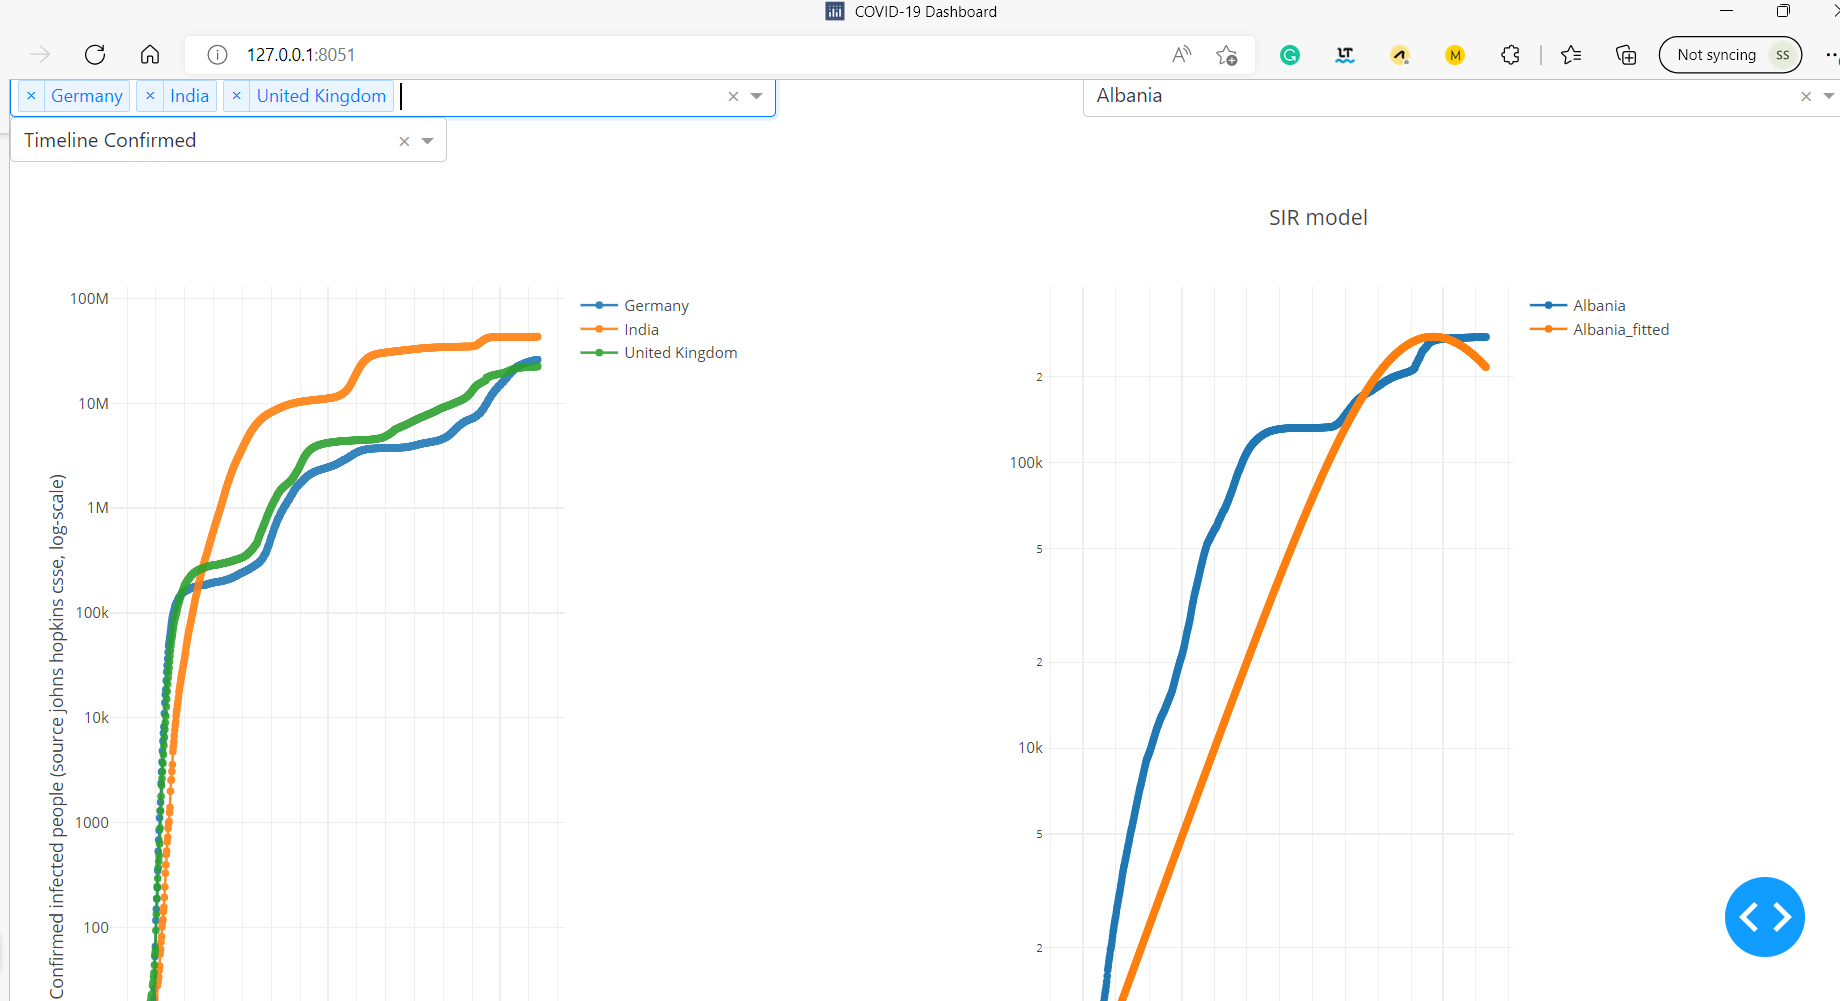 COVID-19 Dashboard
127.0.0.1:8051
A
LT
M
Not syncing SS
× Germany × India × United Kingdom ×
Albania ×
Timeline Confirmed ×
SIR model
100M
10M
1M
100k
10k
1000
100
Confirmed infected people (source johns hopkins csse, log-scale)
Germany
India
United Kingdom
2
100k
5
2
10k
5
2
Albania
Albania_fitted